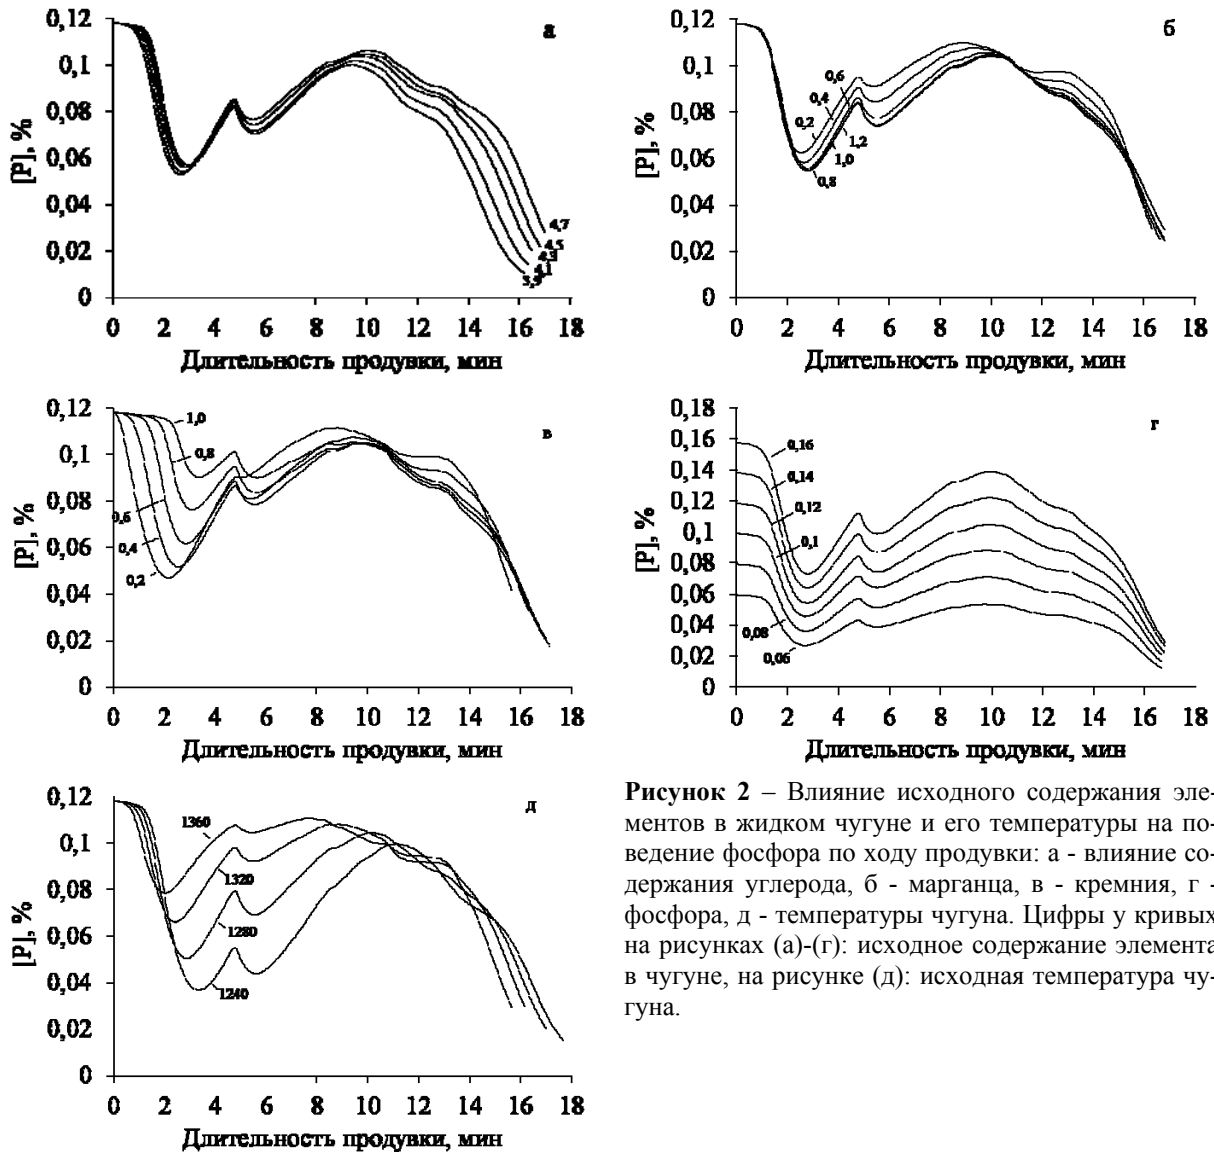 а
[P], %
0,12
0,1
0,08
0,06
0,04
0,02
0
4,7
4,5
4,3
4,1
3,9
0 2 4 6 8 10 12 14 16 18
Длительность продувки, мин
б
[P], %
0,12
0,1
0,08
0,06
0,04
0,02
0
0,6
0,4
0,2
1,2
1,0
0,8
0 2 4 6 8 10 12 14 16 18
Длительность продувки, мин
в
[P], %
0,12
0,1
0,08
0,06
0,04
0,02
0
1,0
0,8
0,6
0,4
0,2
0 2 4 6 8 10 12 14 16 18
Длительность продувки, мин
г
[P], %
0,18
0,16
0,14
0,12
0,1
0,08
0,06
0,04
0,02
0
0,16
0,14
0,12
0,1
0,08
0,06
0 2 4 6 8 10 12 14 16 18
Длительность продувки, мин
д
[P], %
0,12
0,1
0,08
0,06
0,04
0,02
0
1360
1320
1280
1240
0 2 4 6 8 10 12 14 16 18
Длительность продувки, мин
Рисунок 2 – Влияние исходного содержания эле-
ментов в жидком чугуне и его температуры на по-
ведение фосфора по ходу продувки: а - влияние со-
держания углерода, б - марганца, в - кремния, г -
фосфора, д - температуры чугуна. Цифры у кривых
на рисунках (а)-(г): исходное содержание элемента
в чугуне, на рисунке (д): исходная температура чу-
гуна.